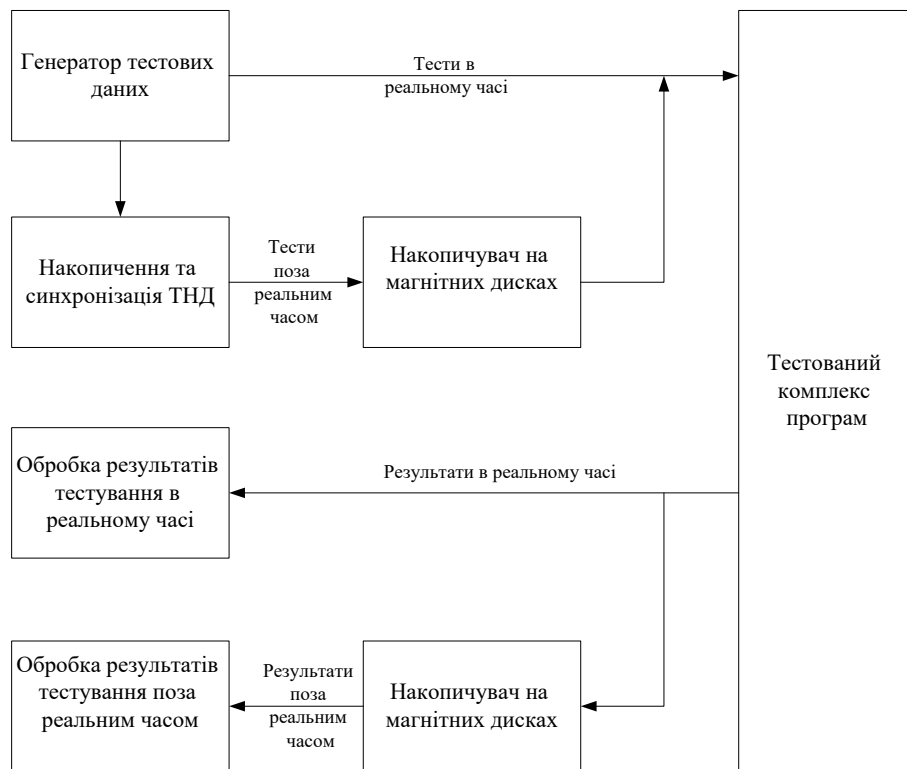 Генератор тестових
даних
Тести в
реальному часі
Накопичення та
синхронізація ТНД
Тести
поза
реальним
часом
Накопичувач на
магнітних дисках
Тестований
комплекс
програм
Обробка результатів
тестування в
реальному часі
Результати в реальному часі
Обробка результатів
тестування поза
реальним часом
Результати
поза
реальним
часом
Накопичувач на
магнітних дисках